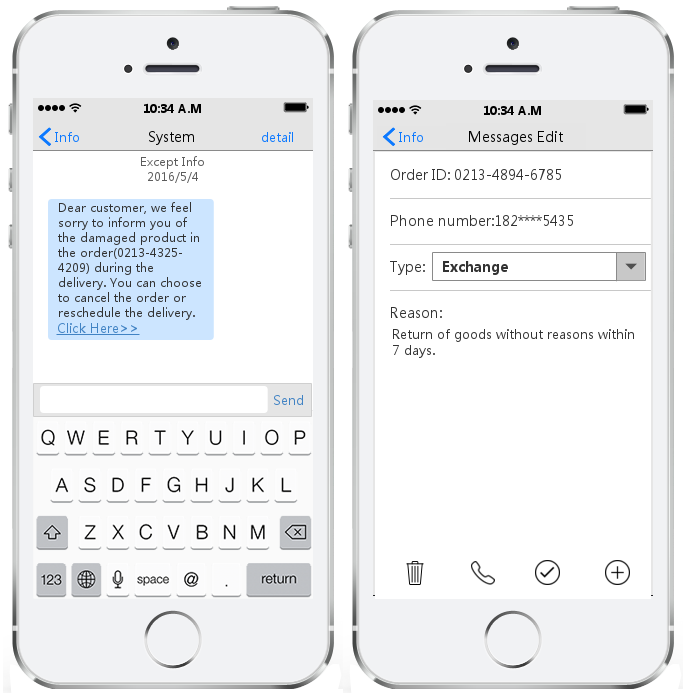 10:34 A.M
Info
System
detail
Except Info
2016/5/4
Dear customer, we feel
sorry to inform you of
the damaged product in
the order(0213-4325-
4209) during the
delivery. You can choose
to cancel the order or
reschedule the delivery.
Click Here>>
Send
Q W E R T Y U I O P
A S D F G H J K L
Z X C V B N M
123 space @ . return
10:34 A.M
Info
Messages Edit
Order ID: 0213-4894-6785
Phone number:182****5435
Type: Exchange
Reason:
Return of goods without reasons within
7 days.